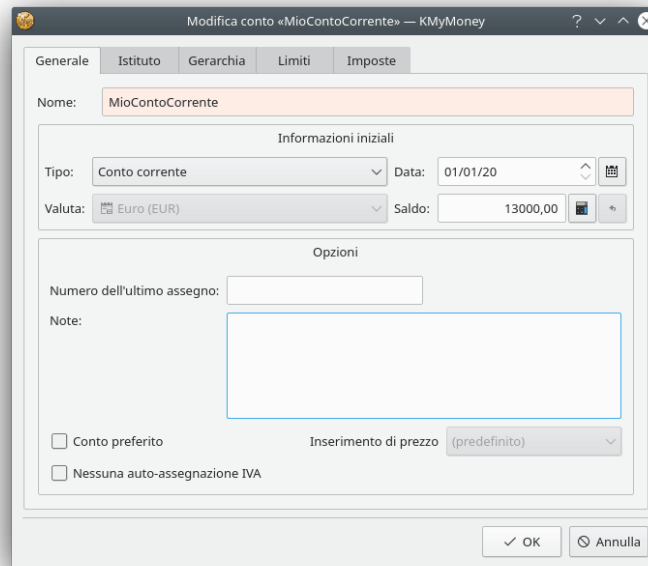 Modifica conto «MioContoCorrente» — KMyMoney
Generale Istituto Gerarchia Limiti Imposte
Nome: MioContoCorrente
Informazioni iniziali
Tipo: Conto corrente Data: 01/01/20
Valuta: Euro (EUR) Saldo: 13000,00
Opzioni
Numero dell'ultimo assegno:
Note:
Conto preferito Inserimento di prezzo (predefinito)
Nessuna auto-assegnazione IVA
OK Annulla